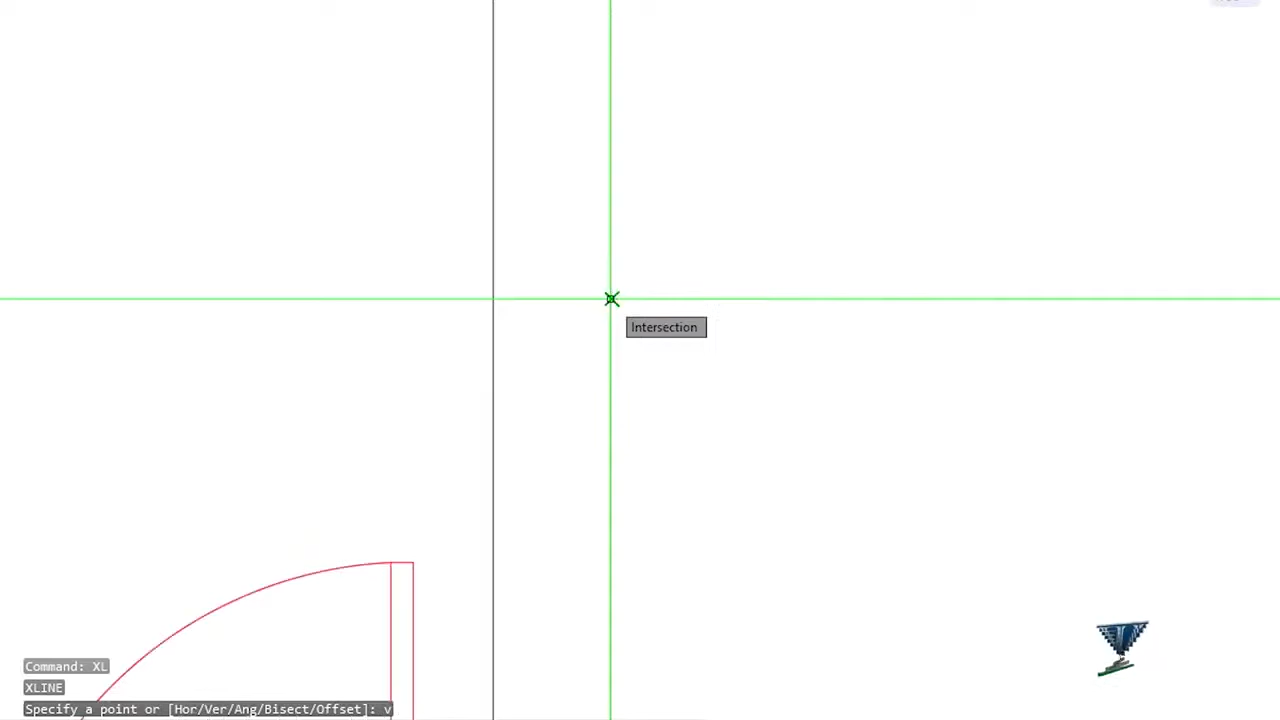 Intersection
Command: XL
XLINE
Specify a point or [Hor/Ver/Ang/Bisect/Offset]: v